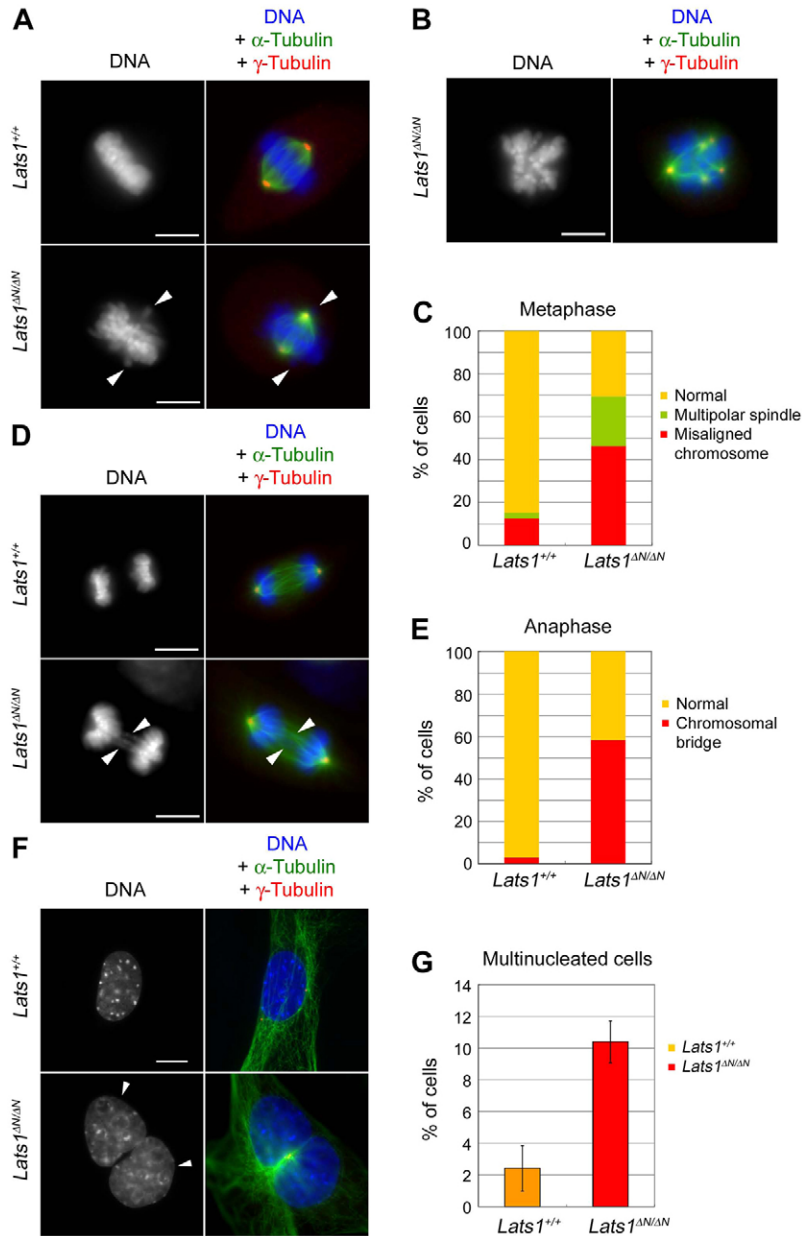 A
DNA
DNA
+ α-Tubulin
+ γ-Tubulin
Lats1+/+
Lats1ΔN/ΔN
B
DNA
DNA
+ α-Tubulin
+ γ-Tubulin
Lats1ΔN/ΔN
C
Metaphase
% of cells
100
80
60
40
20
0
Lats1+/+
Lats1ΔN/ΔN
Normal
Multipolar spindle
Misaligned
chromosome
D
DNA
DNA
+ α-Tubulin
+ γ-Tubulin
Lats1+/+
Lats1ΔN/ΔN
E
Anaphase
% of cells
100
80
60
40
20
0
Lats1+/+
Lats1ΔN/ΔN
Normal
Chromosomal
bridge
F
DNA
DNA
+ α-Tubulin
+ γ-Tubulin
Lats1+/+
Lats1ΔN/ΔN
G
Multinucleated cells
% of cells
14
12
10
8
6
4
2
0
Lats1+/+
Lats1ΔN/ΔN
Lats1+/+
Lats1ΔN/ΔN